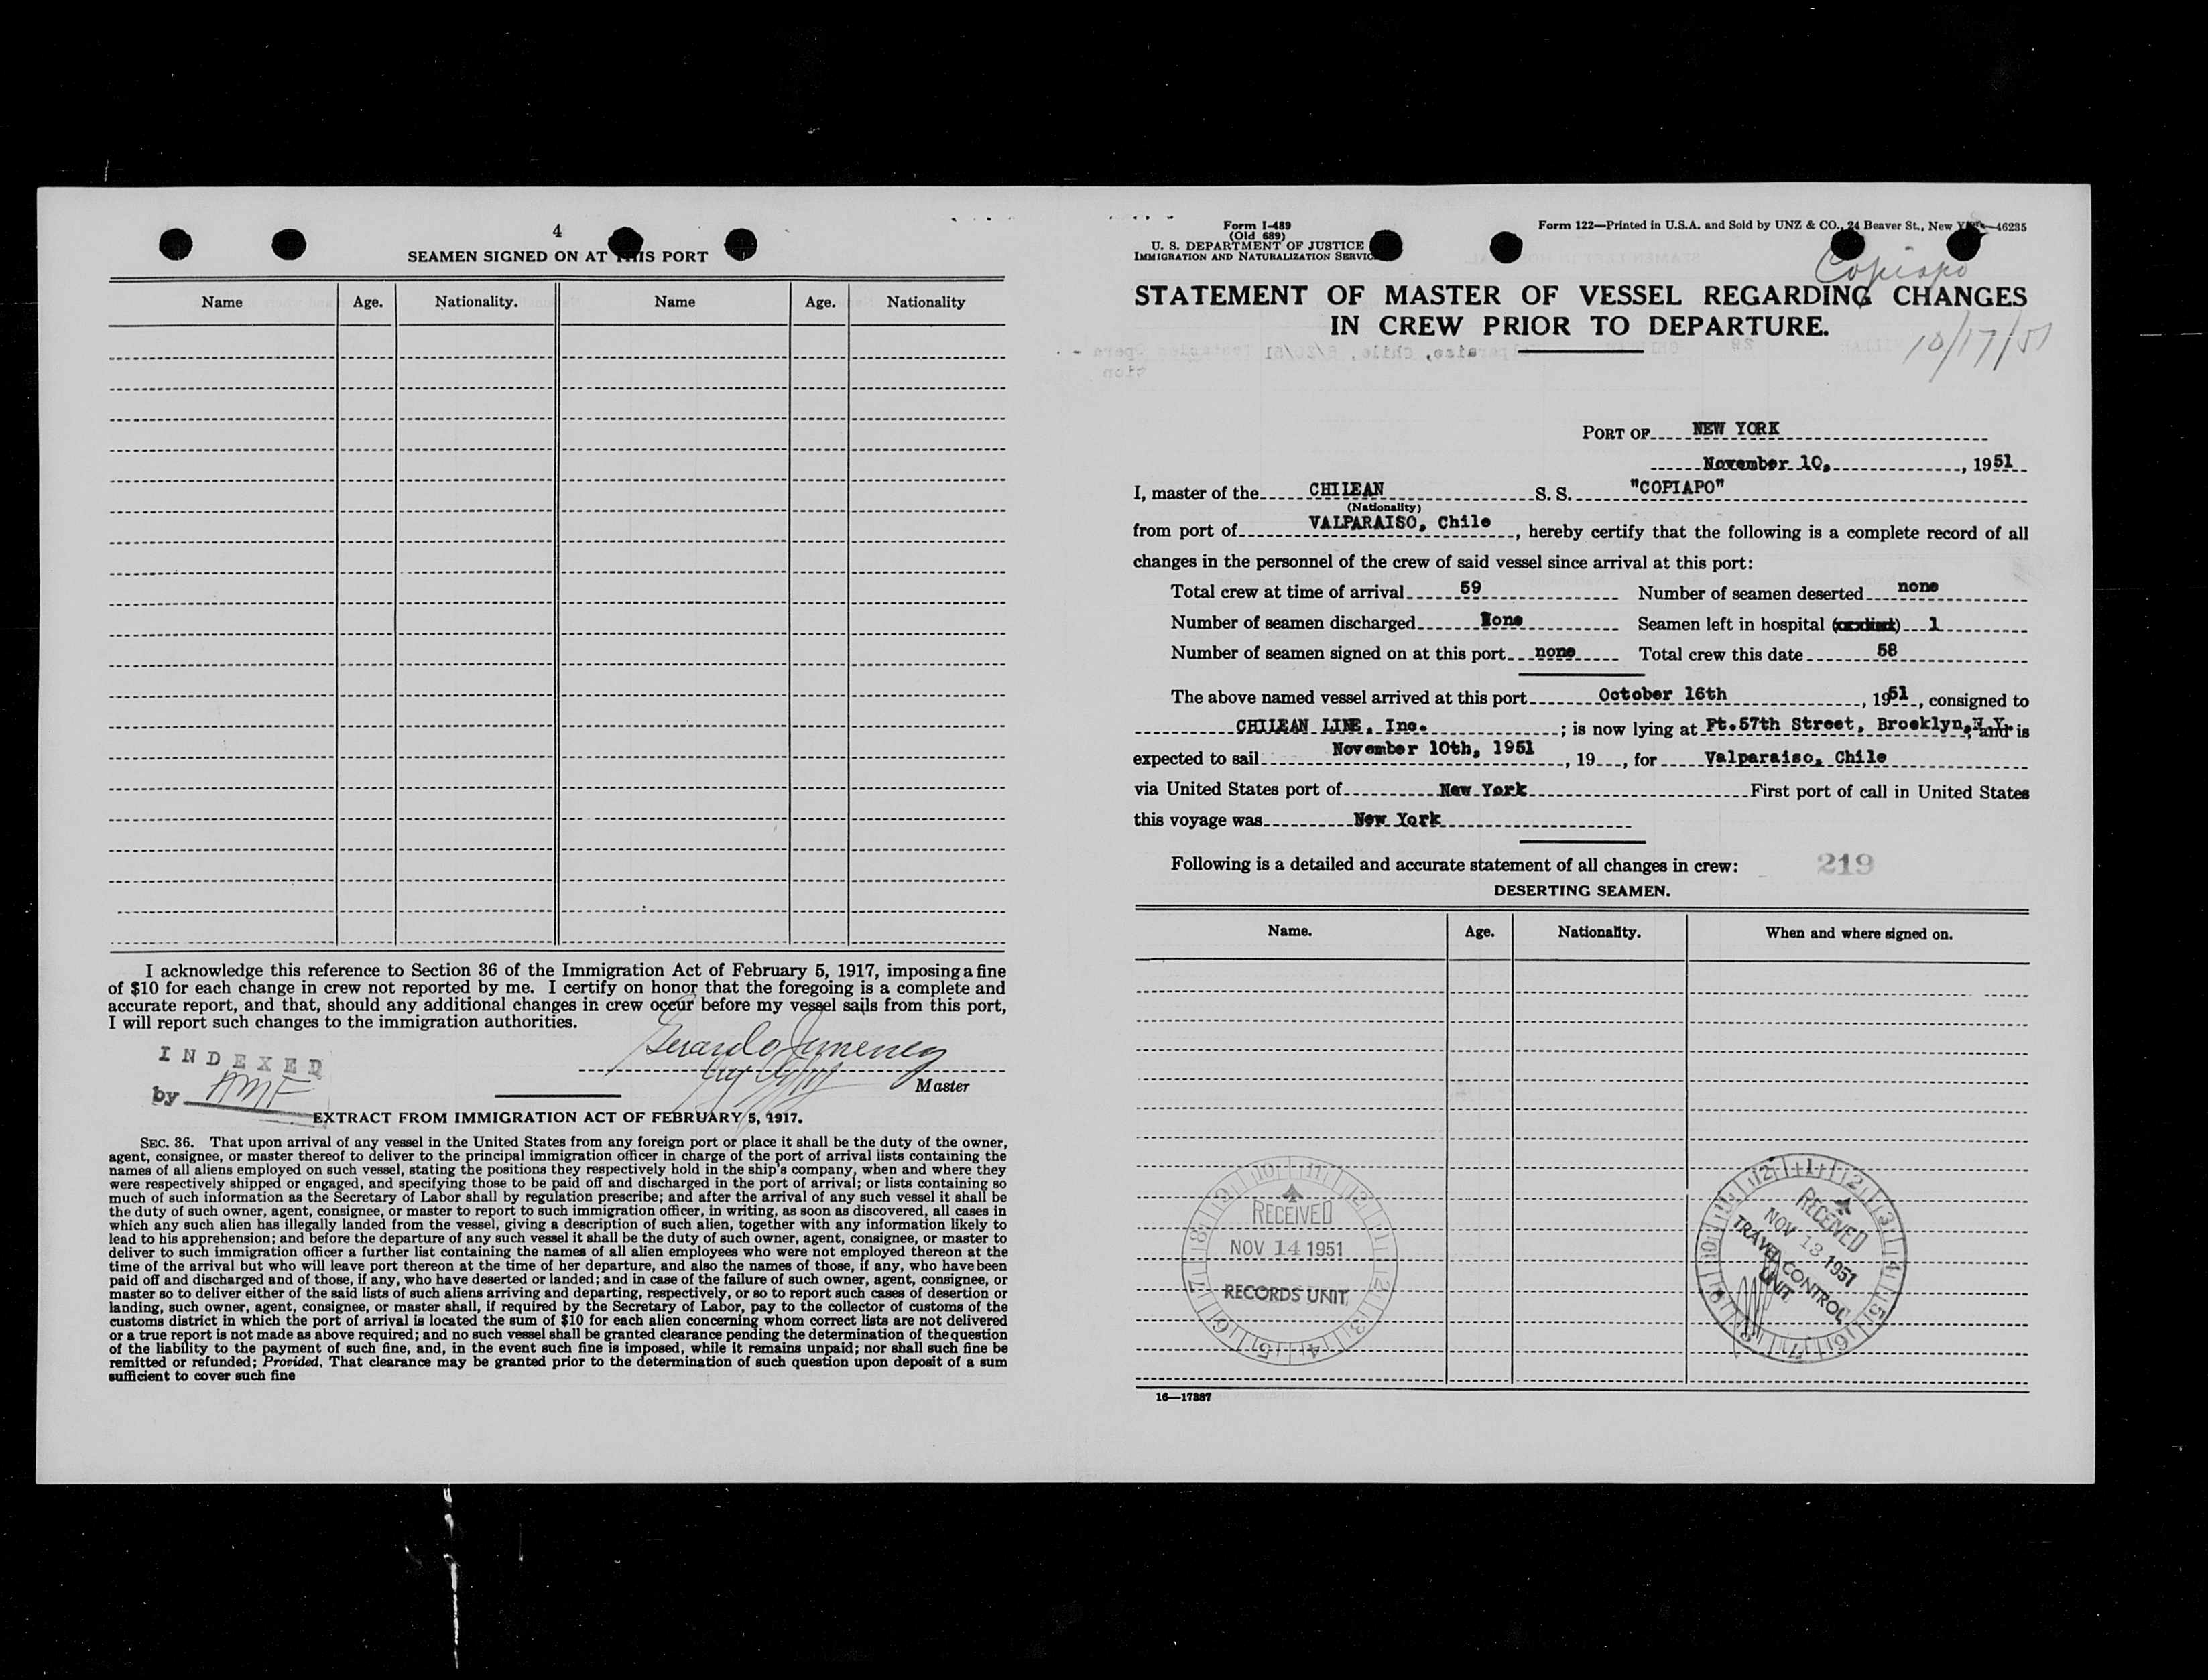 4
SEAMEN SIGNED ON AT THIS PORT
Name Age. Nationality. Name Age. Nationality
I acknowledge this reference to Section 36 of the Immigration Act of February 5, 1917, imposing a fine
of $10 for each change in crew not reported by me. I certify on honor that the foregoing is a complete and
accurate report, and that, should any additional changes in crew occur before my vessel sails from this port,
I will report such changes to the immigration authorities.
INDEXED
by
Gerardo Jimenez
Master
EXTRACT FROM IMMIGRATION ACT OF FEBRUARY 5, 1917.
SEC. 36. That upon arrival of any vessel in the United States from any foreign port or place it shall be the duty of the owner,
agent, consignee, or master thereof to deliver to the principal immigration officer in charge of the port of arrival lists containing the
names of all aliens employed on such vessel, stating the positions they respectively hold in the ship's company, when and where they
were respectively shipped or engaged, and specifying those to be paid off and discharged in the port of arrival; or lists containing so
much of such information as the Secretary of Labor shall by regulation prescribe; and after the arrival of any such vessel it shall be
the duty of such owner, agent, consignee, or master to report to such immigration officer, in writing, as soon as discovered, all cases in
which any such alien has illegally landed from the vessel, giving a description of such alien, together with any information likely to
lead to his apprehension; and before the departure of any such vessel it shall be the duty of such owner, agent, consignee, or master to
deliver to such immigration officer a further list containing the names of all alien employees who were not employed thereon at the
time of the arrival but who will leave port thereon at the time of her departure, and also the names of those, if any, who have been
paid off and discharged and of those, if any, who have deserted or landed; and in case of the failure of such owner, agent, consignee, or
master so to deliver either of the said lists of such aliens arriving and departing, respectively, or so to report such cases of desertion or
landing, such owner, agent, consignee, or master shall, if required by the Secretary of Labor, pay to the collector of customs of the
customs district in which the port of arrival is located the sum of $10 for each alien concerning whom correct lists are not delivered
or a true report is not made as above required; and no such vessel shall be granted clearance pending the determination of the question
of the liability to the payment of such fine, and, in the event such fine is imposed, while it remains unpaid; nor shall such fine be
remitted or refunded; Provided, That clearance may be granted prior to the determination of such question upon deposit of a sum
sufficient to cover such fine
Form I-489
(Old 689)
U. S. DEPARTMENT OF JUSTICE
IMMIGRATION AND NATURALIZATION SERVICE
Form 122—Printed in U.S.A. and Sold by UNZ & CO., 24 Beaver St., New York—46235
Copiapo
STATEMENT OF MASTER OF VESSEL REGARDING CHANGES
IN CREW PRIOR TO DEPARTURE.
10/17/51
PORT OF NEW YORK
November 10, , 1951
I, master of the CHILEAN S. S. "COPIAPO"
(Nationality)
from port of VALPARAISO, Chile , hereby certify that the following is a complete record of all
changes in the personnel of the crew of said vessel since arrival at this port:
Total crew at time of arrival 59 Number of seamen deserted none
Number of seamen discharged None Seamen left in hospital ( ) 1
Number of seamen signed on at this port none Total crew this date 58
The above named vessel arrived at this port October 16th , 1951 , consigned to
CHILEAN LINE, Inc. ; is now lying at Ft.57th Street, Brooklyn,N.Y. , and is
expected to sail November 10th, 1951 , 19 , for Valparaiso, Chile
via United States port of New York First port of call in United States
this voyage was New York
Following is a detailed and accurate statement of all changes in crew:
219
DESERTING SEAMEN.
Name. Age. Nationality. When and where signed on.
RECEIVED
NOV 14 1951
RECORDS UNIT
RECEIVED
NOV 13 1951
TRAVEL CONTROL
UNIT
16—17887